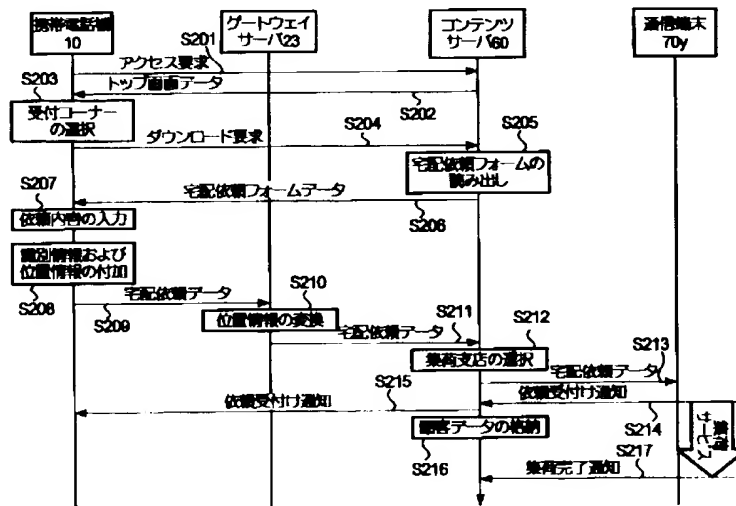 携帯電話機
10
ゲートウェイ
サーバ23
コンテンツ
サーバ60
通信端末
70y
S201
アクセス要求
トップ画面データ
S202
S203
受付コーナー
の選択
S204
ダウンロード要求
S205
宅配依頼フォームの
読み出し
宅配依頼フォームデータ
S206
S207
依頼内容の入力
識別情報および
位置情報の付加
S208
宅配依頼データ
S209
S210
位置情報の変換
S211
宅配依頼データ
S212
集荷支店の選択
S213
宅配依頼データ
依頼受付け通知
S214
S215
依頼受付け通知
顧客データの格納
S216
集荷
サービス
S217
集荷完了通知